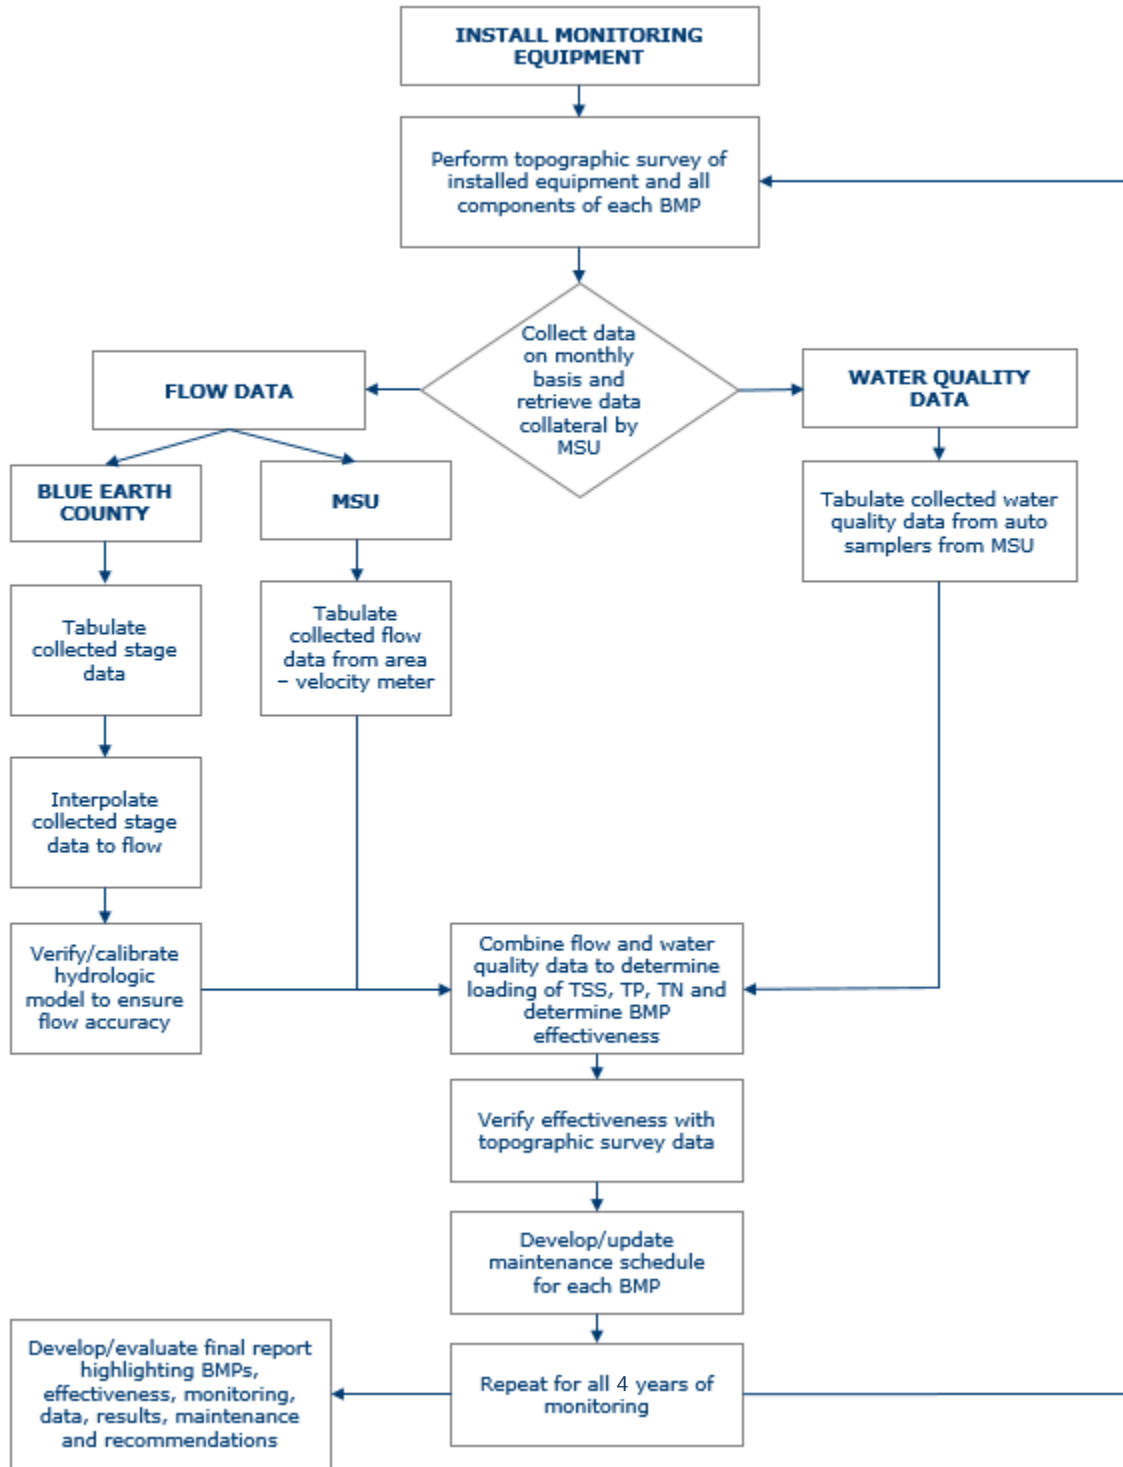 INSTALL MONITORING
EQUIPMENT
Perform topographic survey of
installed equipment and all
components of each BMP
Collect data
on monthly
basis and
retrieve data
collateral by
MSU
FLOW DATA
WATER QUALITY
DATA
BLUE EARTH
COUNTY
MSU
Tabulate collected water
quality data from auto
samplers from MSU
Tabulate
collected stage
data
Tabulate
collected flow
data from area
– velocity meter
Interpolate
collected stage
data to flow
Verify/calibrate
hydrologic
model to ensure
flow accuracy
Combine flow and water
quality data to determine
loading of TSS, TP, TN and
determine BMP
effectiveness
Verify effectiveness with
topographic survey data
Develop/update
maintenance schedule
for each BMP
Repeat for all 4 years of
monitoring
Develop/evaluate final report
highlighting BMPs,
effectiveness, monitoring,
data, results, maintenance
and recommendations